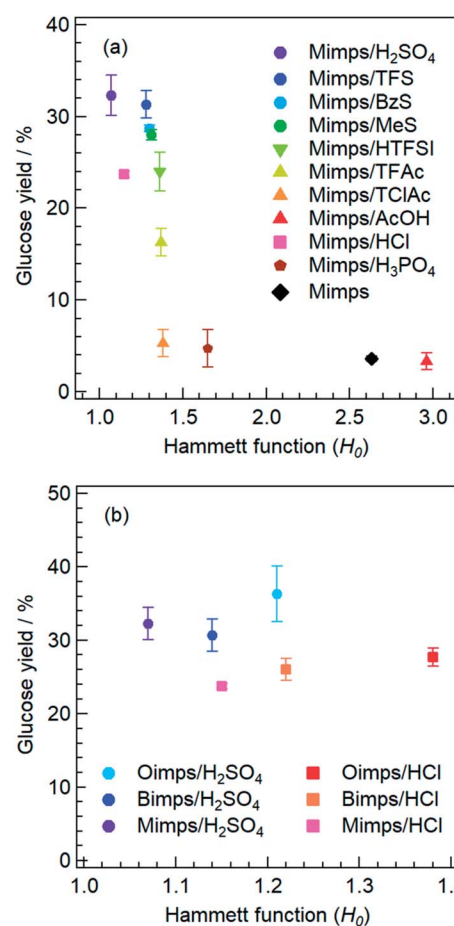 40
(a)
Mimps/H₂SO₄
Mimps/TFS
Mimps/BzS
30
Mimps/MeS
Mimps/HTFSI
Mimps/TFAc
20
Mimps/TClAc
Mimps/AcOH
Mimps/HCl
10
Mimps/H₃PO₄
Mimps
0
Glucose yield / %
1.0 1.5 2.0 2.5 3.0
Hammett function (H₀)
50
(b)
40
30
20
10
0
Glucose yield / %
Oimps/H₂SO₄ Oimps/HCl
Bimps/H₂SO₄ Bimps/HCl
Mimps/H₂SO₄ Mimps/HCl
1.0 1.1 1.2 1.3
Hammett function (H₀)